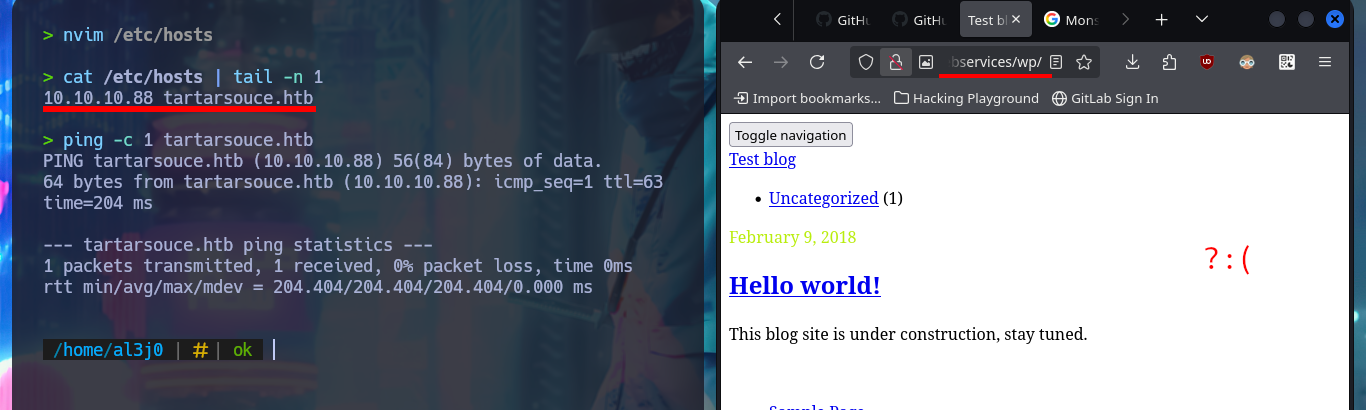 > nvim /etc/hosts
> cat /etc/hosts | tail -n 1
10.10.10.88 tartarsouce.htb
> ping -c 1 tartarsouce.htb
PING tartarsouce.htb (10.10.10.88) 56(84) bytes of data.
64 bytes from tartarsouce.htb (10.10.10.88): icmp_seq=1 ttl=63
time=204 ms
--- tartarsouce.htb ping statistics ---
1 packets transmitted, 1 received, 0% packet loss, time 0ms
rtt min/avg/max/mdev = 204.404/204.404/204.404/0.000 ms
/home/al3j0 | # | ok
GitHu
GitHu
Test bl
Mons
bservices/wp/
Import bookmarks...
Hacking Playground
GitLab Sign In
Toggle navigation
Test blog
• Uncategorized (1)
February 9, 2018
?:(
Hello world!
This blog site is under construction, stay tuned.
Sample Page